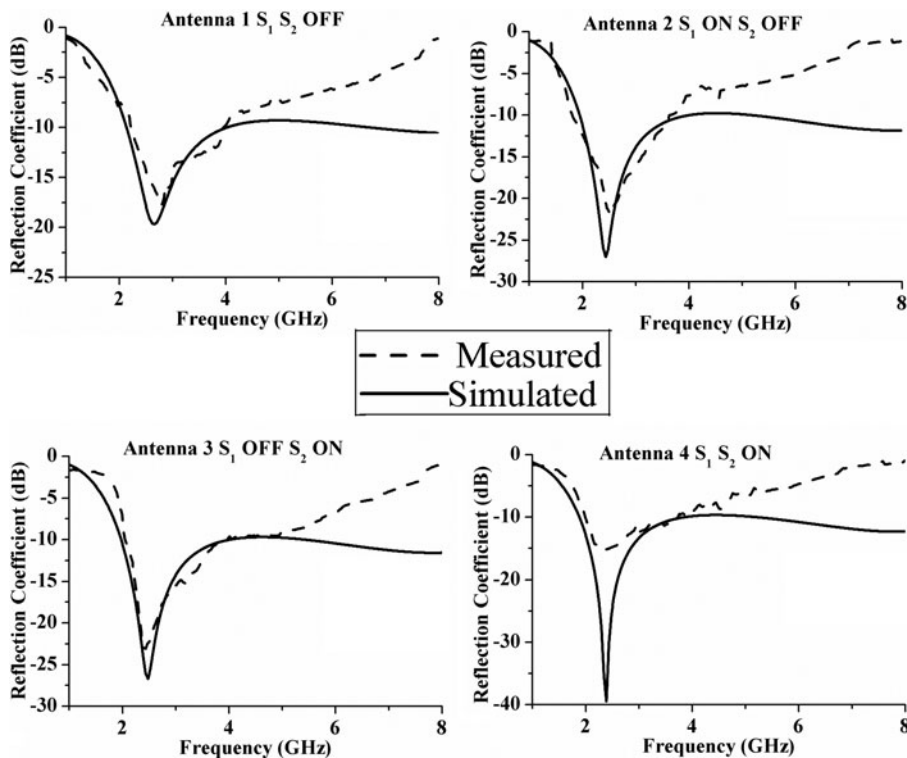 Antenna 1 S₁ S₂ OFF
Reflection Coefficient (dB)
0
-5
-10
-15
-20
-25
2
4
6
8
Frequency (GHz)
Antenna 2 S₁ ON S₂ OFF
Reflection Coefficient (dB)
0
-5
-10
-15
-20
-25
-30
2
4
6
8
Frequency (GHz)
Measured
Simulated
Antenna 3 S₁ OFF S₂ ON
Reflection Coefficient (dB)
0
-5
-10
-15
-20
-25
-30
2
4
6
8
Frequency (GHz)
Antenna 4 S₁ S₂ ON
Reflection Coefficient (dB)
0
-10
-20
-30
-40
2
4
6
8
Frequency (GHz)